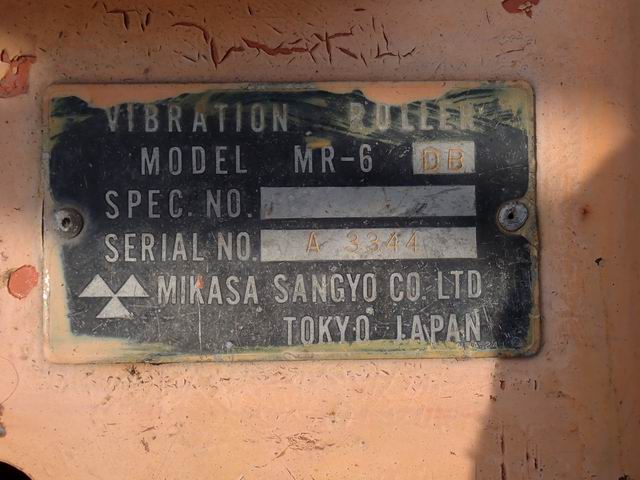 VIBRATION ROLLER
MODEL MR-6 DB
SPEC. NO.
SERIAL NO. A 3344
MIKASA SANGYO CO. LTD
TOKYO JAPAN